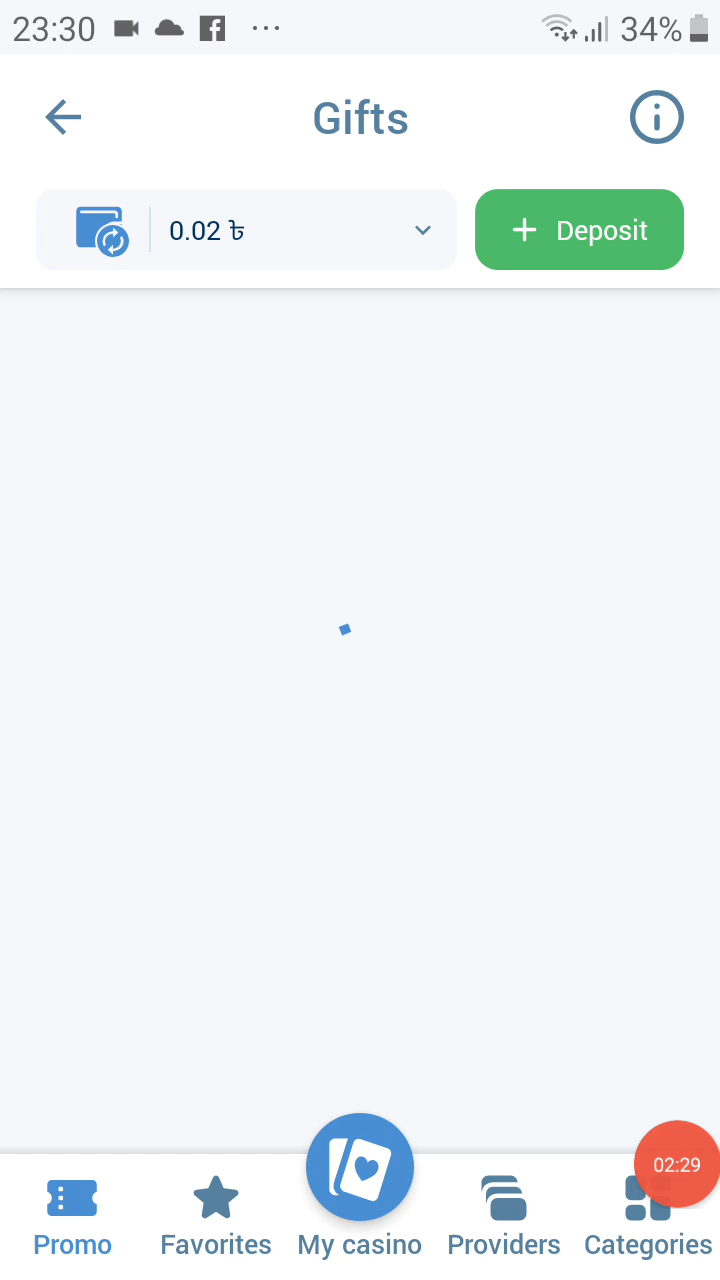 23:30
34%
Gifts
0.02 ৳
Deposit
02:29
Promo
Favorites
My casino
Providers
Categories